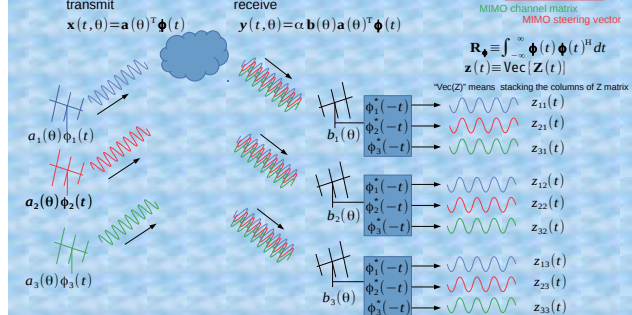 transmit
x(t,θ)=a(θ)ᵀϕ(t)
receive
y(t,θ)=α b(θ)a(θ)ᵀϕ(t)
MIMO channel matrix
MIMO steering vector
R_ϕ≡∫_{-∞}^{∞} ϕ(t)ϕ(t)ᴴdt
z(t)≡Vec{Z(t)}
"Vec(Z)" means stacking the columns of Z matrix
a₁(θ)ϕ₁(t)
a₂(θ)ϕ₂(t)
a₃(θ)ϕ₃(t)
b₁(θ)
ϕ₁*(−t)
ϕ₂*(−t)
ϕ₃*(−t)
z₁₁(t)
z₂₁(t)
z₃₁(t)
b₂(θ)
ϕ₁*(−t)
ϕ₂*(−t)
ϕ₃*(−t)
z₁₂(t)
z₂₂(t)
z₃₂(t)
b₃(θ)
ϕ₁*(−t)
ϕ₂*(−t)
ϕ₃*(−t)
z₁₃(t)
z₂₃(t)
z₃₃(t)